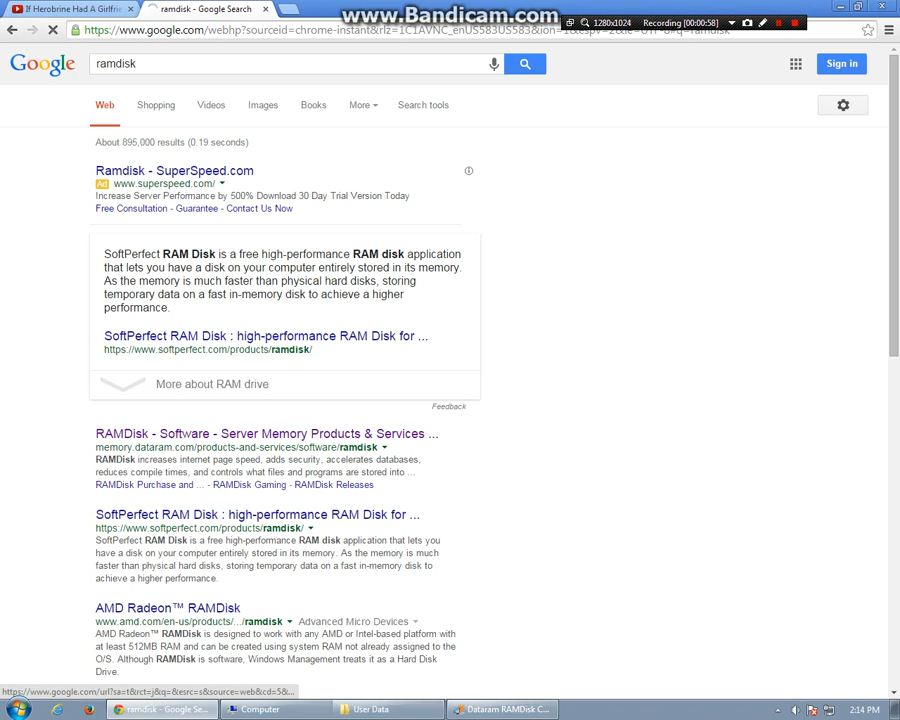 If Herobrine Had A Girlfrie
ramdisk - Google Search
www.Bandicam.com
1280x1024
Recording [00:00:58]
https://www.google.com/webhp?sourceid=chrome-instant&rlz=1C1AVNC_enUS583US583&ion=1&espv=2&ie=UTF-8#q=ramdisk
Google
ramdisk
Sign in
Web Shopping Videos Images Books More Search tools
About 895,000 results (0.19 seconds)
Ramdisk - SuperSpeed.com
Ad www.superspeed.com/
Increase Server Performance by 500% Download 30 Day Trial Version Today
Free Consultation - Guarantee - Contact Us Now
SoftPerfect RAM Disk is a free high-performance RAM disk application
that lets you have a disk on your computer entirely stored in its memory.
As the memory is much faster than physical hard disks, storing
temporary data on a fast in-memory disk to achieve a higher
performance.
SoftPerfect RAM Disk : high-performance RAM Disk for ...
https://www.softperfect.com/products/ramdisk/
More about RAM drive
Feedback
RAMDisk - Software - Server Memory Products & Services ...
memory.dataram.com/products-and-services/software/ramdisk
RAMDisk increases internet page speed, adds security, accelerates databases,
reduces compile times, and controls what files and programs are stored into ...
RAMDisk Purchase and ... - RAMDisk Gaming - RAMDisk Releases
SoftPerfect RAM Disk : high-performance RAM Disk for ...
https://www.softperfect.com/products/ramdisk/
SoftPerfect RAM Disk is a free high-performance RAM disk application that lets you
have a disk on your computer entirely stored in its memory. As the memory is much
faster than physical hard disks, storing temporary data on a fast in-memory disk to
achieve a higher performance.
AMD Radeon™ RAMDisk
www.amd.com/en-us/products/.../ramdisk Advanced Micro Devices
AMD Radeon™ RAMDisk is designed to work with any AMD or Intel-based platform with
at least 512MB RAM and can be created using system RAM not already assigned to the
O/S. Although RAMDisk is software, Windows Management treats it as a Hard Disk
Drive.
https://www.google.com/url?sa=t&rct=j&q=&esrc=s&source=web&cd=5&...
ramdisk - Google Se...
Computer
User Data
Dataram RAMDisk C...
2:14 PM